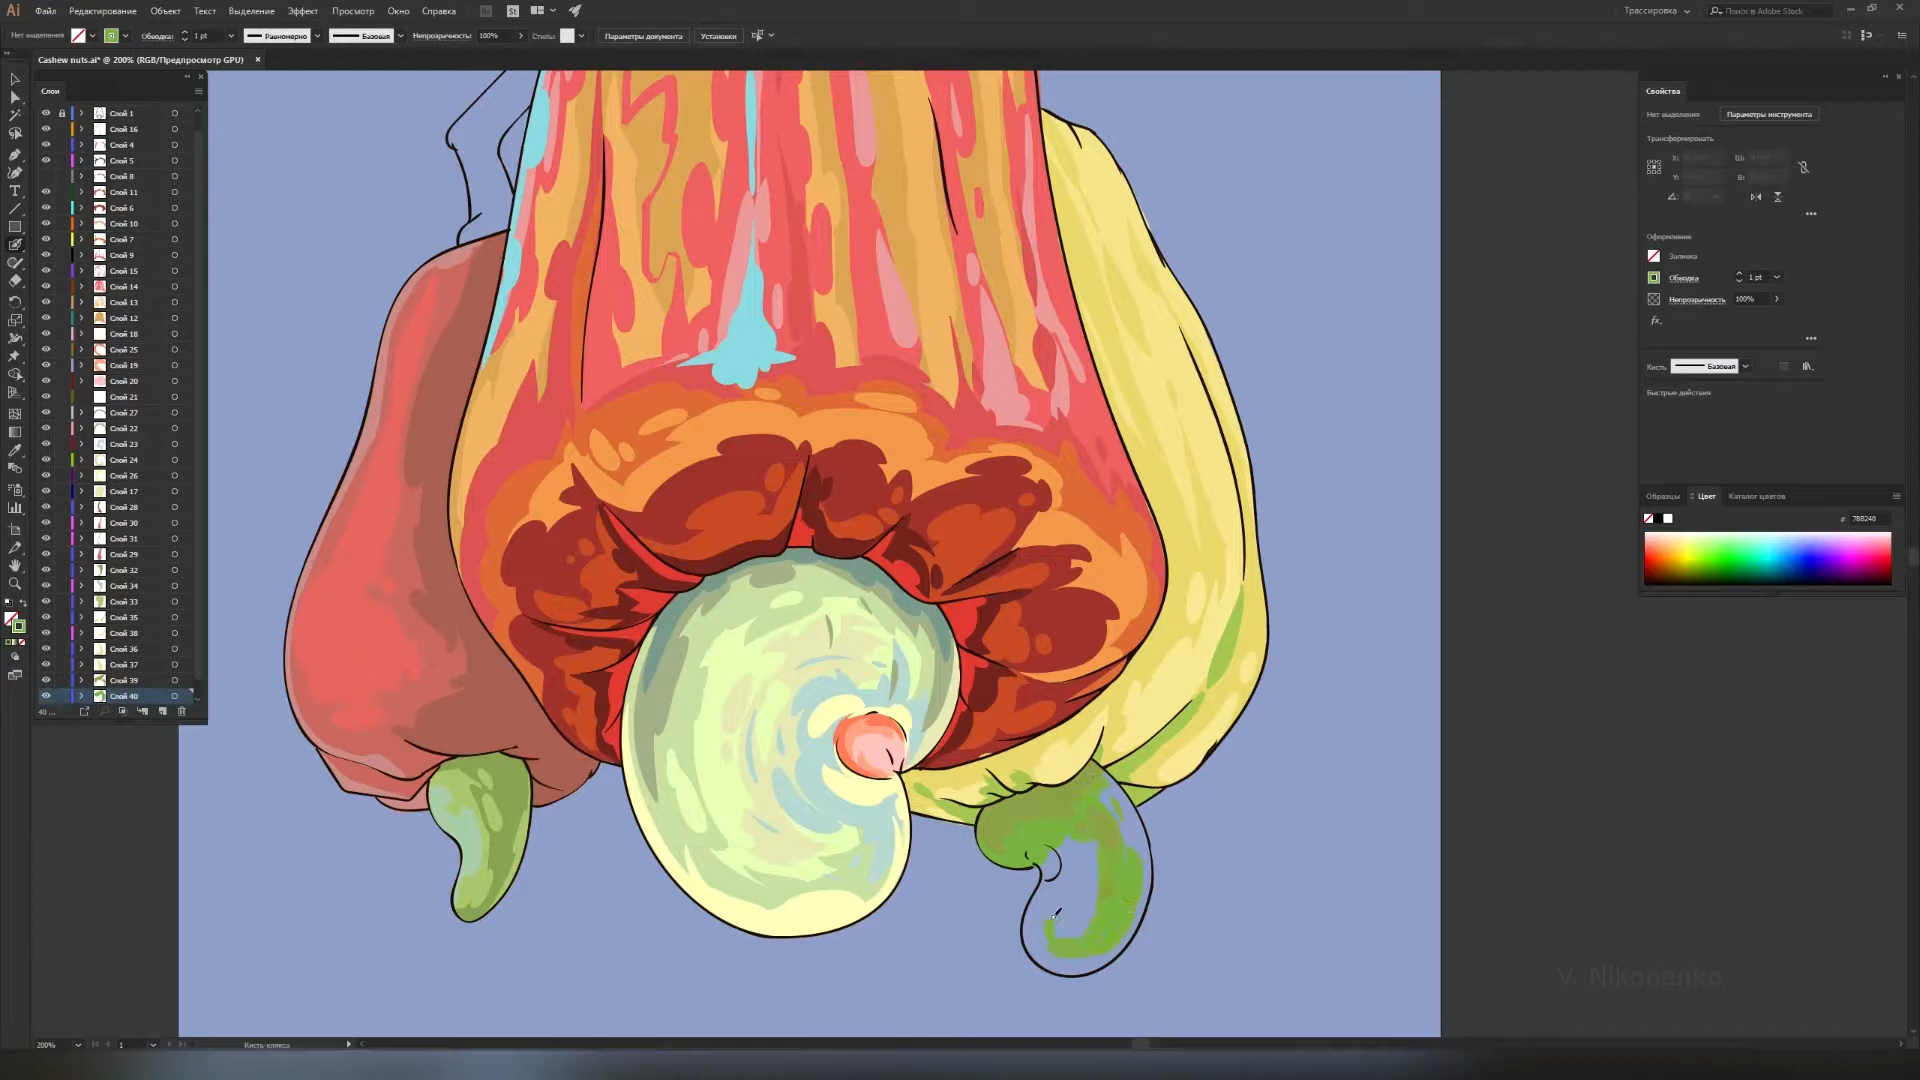 Ai Файл Редактирование Объект Текст Выделение Эффект Просмотр Окно Справка Br St Трассировка Поиск в Adobe Stock
Нет выделения Обводка: 1 pt Равномерно Базовая Непрозрачность: 100% Стиль: Параметры документа Установки
Cashew nuts.ai* @ 200% (RGB/Предпросмотр GPU)
Слои
Слой 1
Слой 16
Слой 4
Слой 5
Слой 8
Слой 11
Слой 6
Слой 10
Слой 7
Слой 9
Слой 15
Слой 14
Слой 13
Слой 12
Слой 18
Слой 25
Слой 19
Слой 20
Слой 21
Слой 27
Слой 22
Слой 23
Слой 24
Слой 26
Слой 17
Слой 28
Слой 30
Слой 31
Слой 29
Слой 32
Слой 34
Слой 33
Слой 35
Слой 38
Слой 36
Слой 37
Слой 39
Слой 40
40 ...
Свойства
Нет выделения Параметры инструмента
Трансформировать
X: Ш:
Y: В:
Оформление
Заливка
Обводка 1 pt
Непрозрачность 100%
fx.
Кисть Базовая
Быстрые действия
Образцы Цвет Каталог цветов
# 788240
V. Nikonenko
200% 1 Кисть-клякса